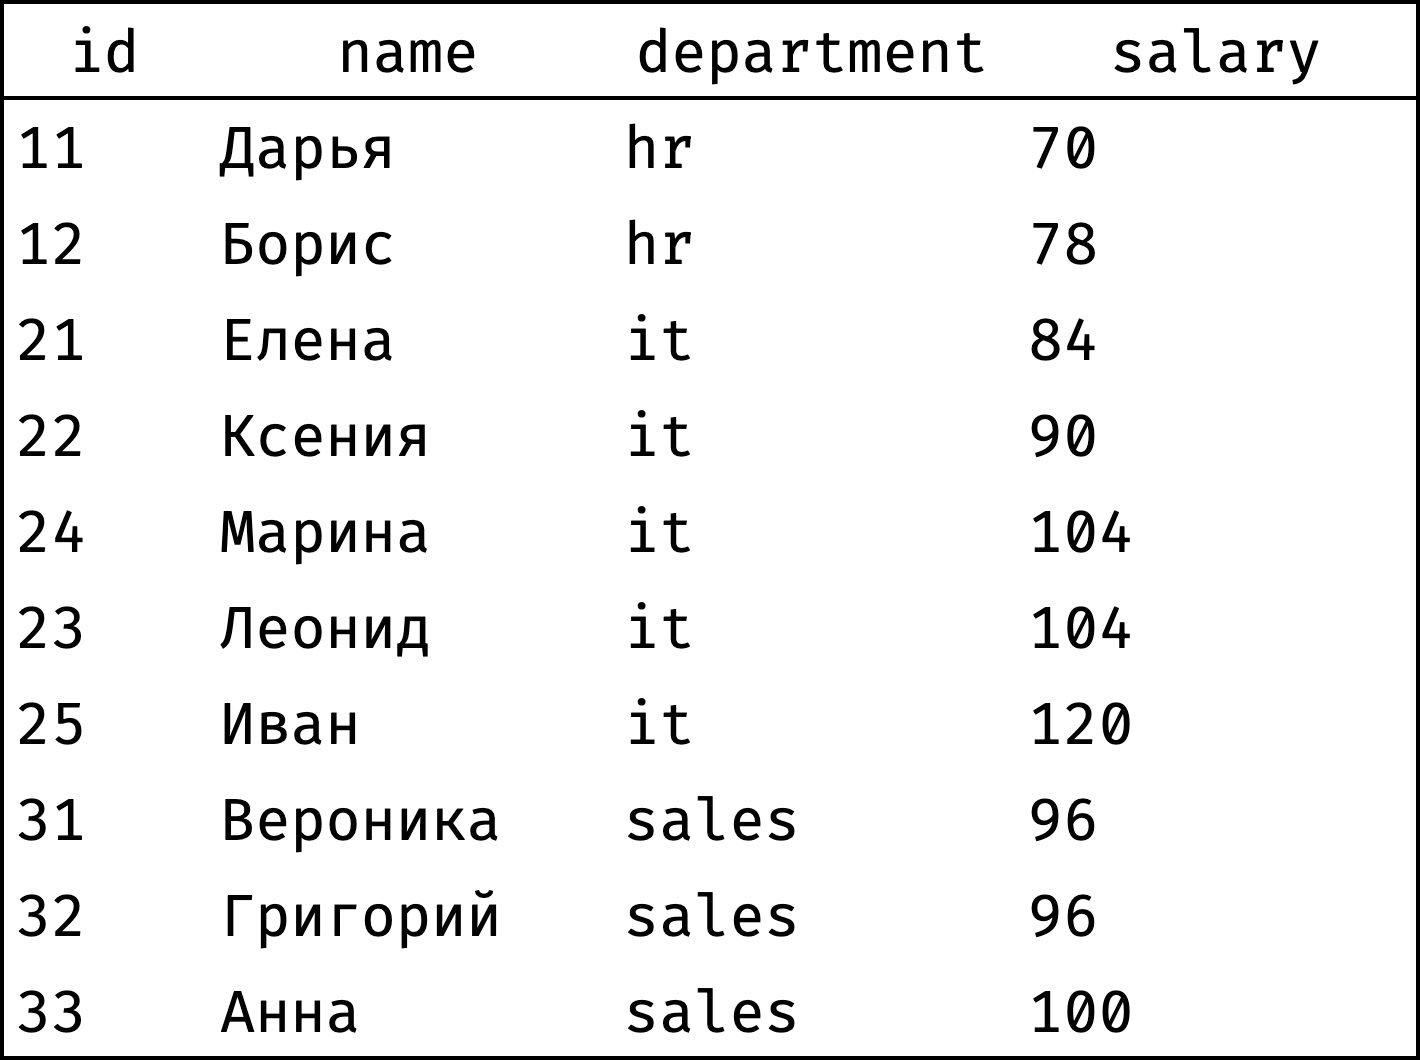 id name department salary
11 Дарья hr 70
12 Борис hr 78
21 Елена it 84
22 Ксения it 90
24 Марина it 104
23 Леонид it 104
25 Иван it 120
31 Вероника sales 96
32 Григорий sales 96
33 Анна sales 100